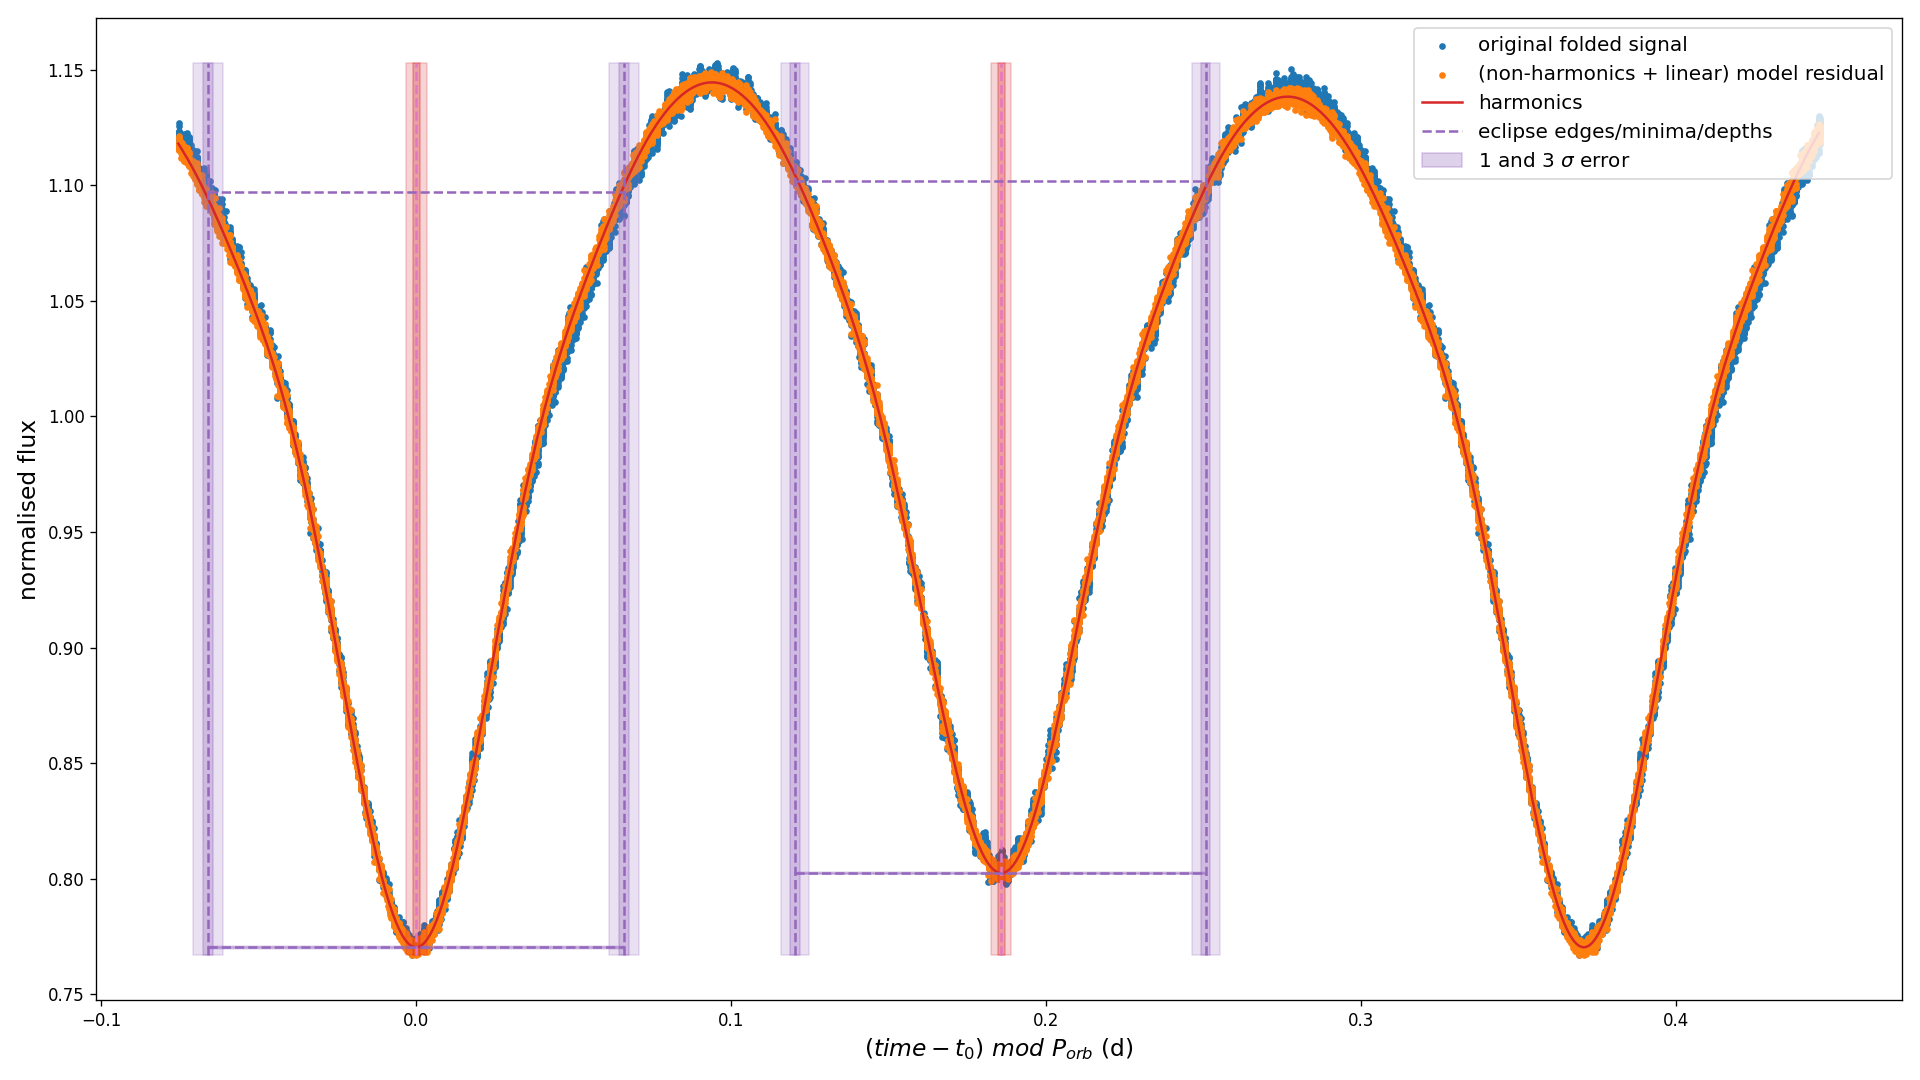 original folded signal
(non-harmonics + linear) model residual
harmonics
eclipse edges/minima/depths
1 and 3 σ error
normalised flux
1.15
1.10
1.05
1.00
0.95
0.90
0.85
0.80
0.75
−0.1 0.0 0.1 0.2 0.3 0.4
(time − t₀) mod P_orb (d)